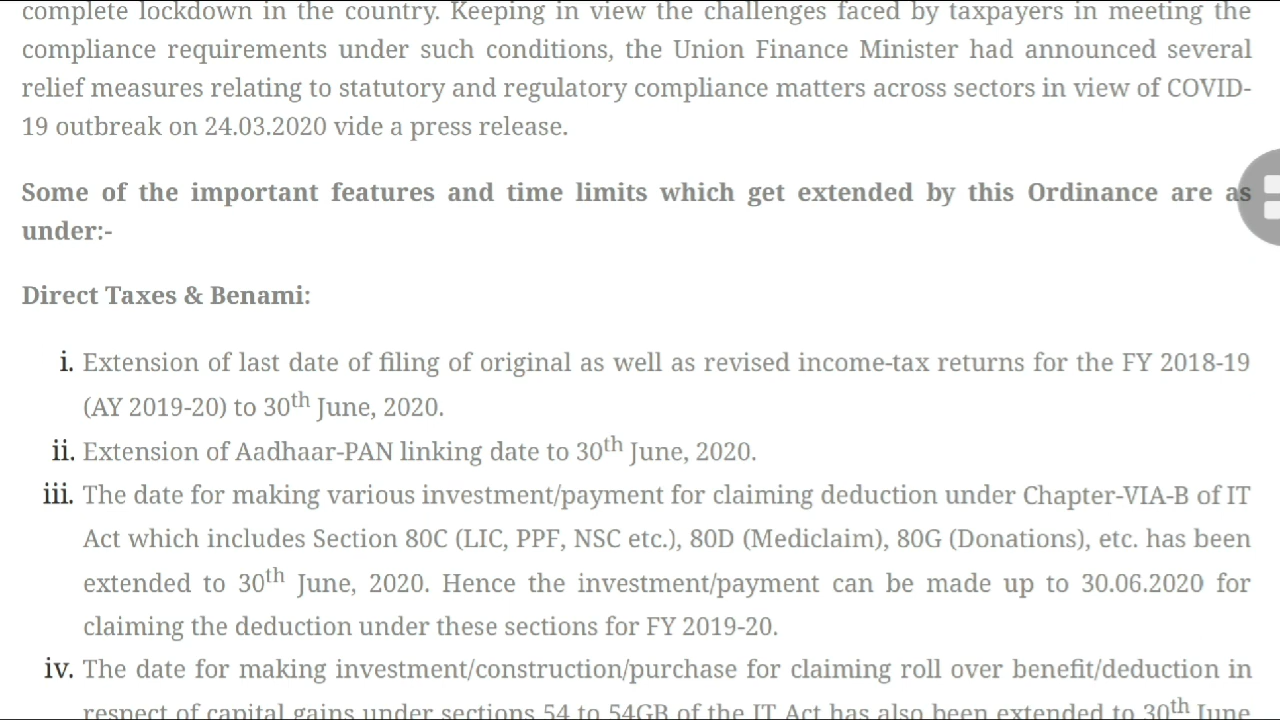 complete lockdown in the country. Keeping in view the challenges faced by taxpayers in meeting the
compliance requirements under such conditions, the Union Finance Minister had announced several
relief measures relating to statutory and regulatory compliance matters across sectors in view of COVID-
19 outbreak on 24.03.2020 vide a press release.
Some of the important features and time limits which get extended by this Ordinance are as
under:-
Direct Taxes & Benami:
i. Extension of last date of filing of original as well as revised income-tax returns for the FY 2018-19
(AY 2019-20) to 30th June, 2020.
ii. Extension of Aadhaar-PAN linking date to 30th June, 2020.
iii. The date for making various investment/payment for claiming deduction under Chapter-VIA-B of IT
Act which includes Section 80C (LIC, PPF, NSC etc.), 80D (Mediclaim), 80G (Donations), etc. has been
extended to 30th June, 2020. Hence the investment/payment can be made up to 30.06.2020 for
claiming the deduction under these sections for FY 2019-20.
iv. The date for making investment/construction/purchase for claiming roll over benefit/deduction in
respect of capital gains under sections 54 to 54GB of the IT Act has also been extended to 30th June